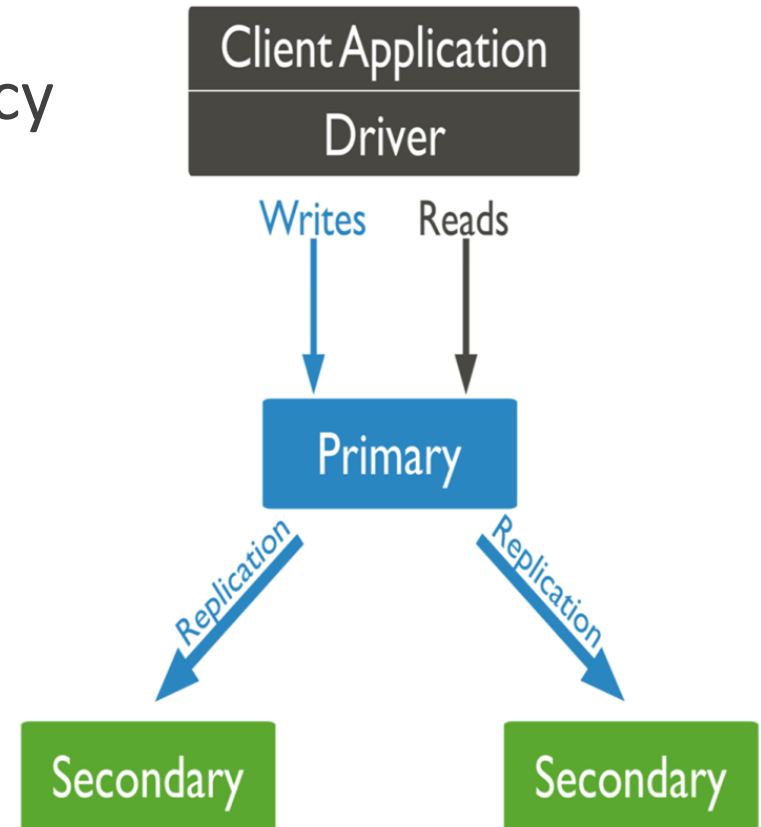 Client Application
cy
Driver
Writes Reads
Primary
Replication Replication
Secondary Secondary